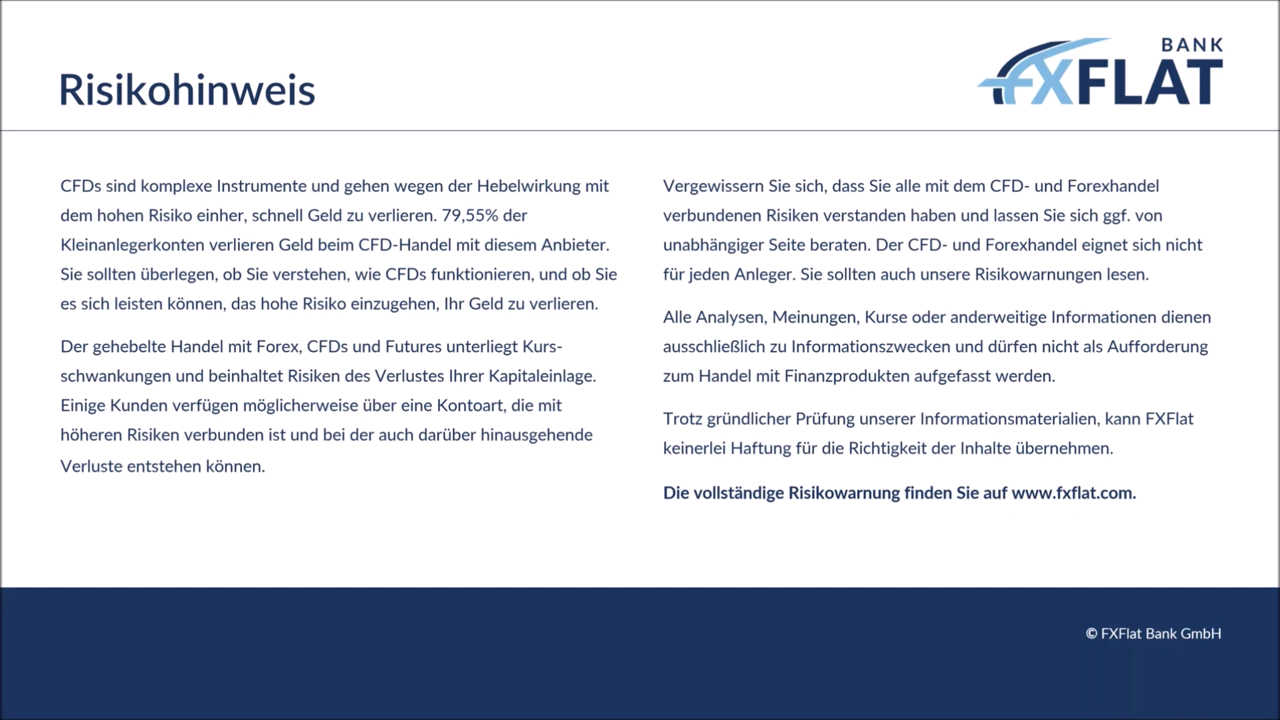 Risikohinweis
BANK
FXFLAT
CFDs sind komplexe Instrumente und gehen wegen der Hebelwirkung mit
dem hohen Risiko einher, schnell Geld zu verlieren. 79,55% der
Kleinanlegerkonten verlieren Geld beim CFD-Handel mit diesem Anbieter.
Sie sollten überlegen, ob Sie verstehen, wie CFDs funktionieren, und ob Sie
es sich leisten können, das hohe Risiko einzugehen, Ihr Geld zu verlieren.
Der gehebelte Handel mit Forex, CFDs und Futures unterliegt Kurs-
schwankungen und beinhaltet Risiken des Verlustes Ihrer Kapitaleinlage.
Einige Kunden verfügen möglicherweise über eine Kontoart, die mit
höheren Risiken verbunden ist und bei der auch darüber hinausgehende
Verluste entstehen können.
Vergewissern Sie sich, dass Sie alle mit dem CFD- und Forexhandel
verbundenen Risiken verstanden haben und lassen Sie sich ggf. von
unabhängiger Seite beraten. Der CFD- und Forexhandel eignet sich nicht
für jeden Anleger. Sie sollten auch unsere Risikowarnungen lesen.
Alle Analysen, Meinungen, Kurse oder anderweitige Informationen dienen
ausschließlich zu Informationszwecken und dürfen nicht als Aufforderung
zum Handel mit Finanzprodukten aufgefasst werden.
Trotz gründlicher Prüfung unserer Informationsmaterialien, kann FXFlat
keinerlei Haftung für die Richtigkeit der Inhalte übernehmen.
Die vollständige Risikowarnung finden Sie auf www.fxflat.com.
© FXFlat Bank GmbH